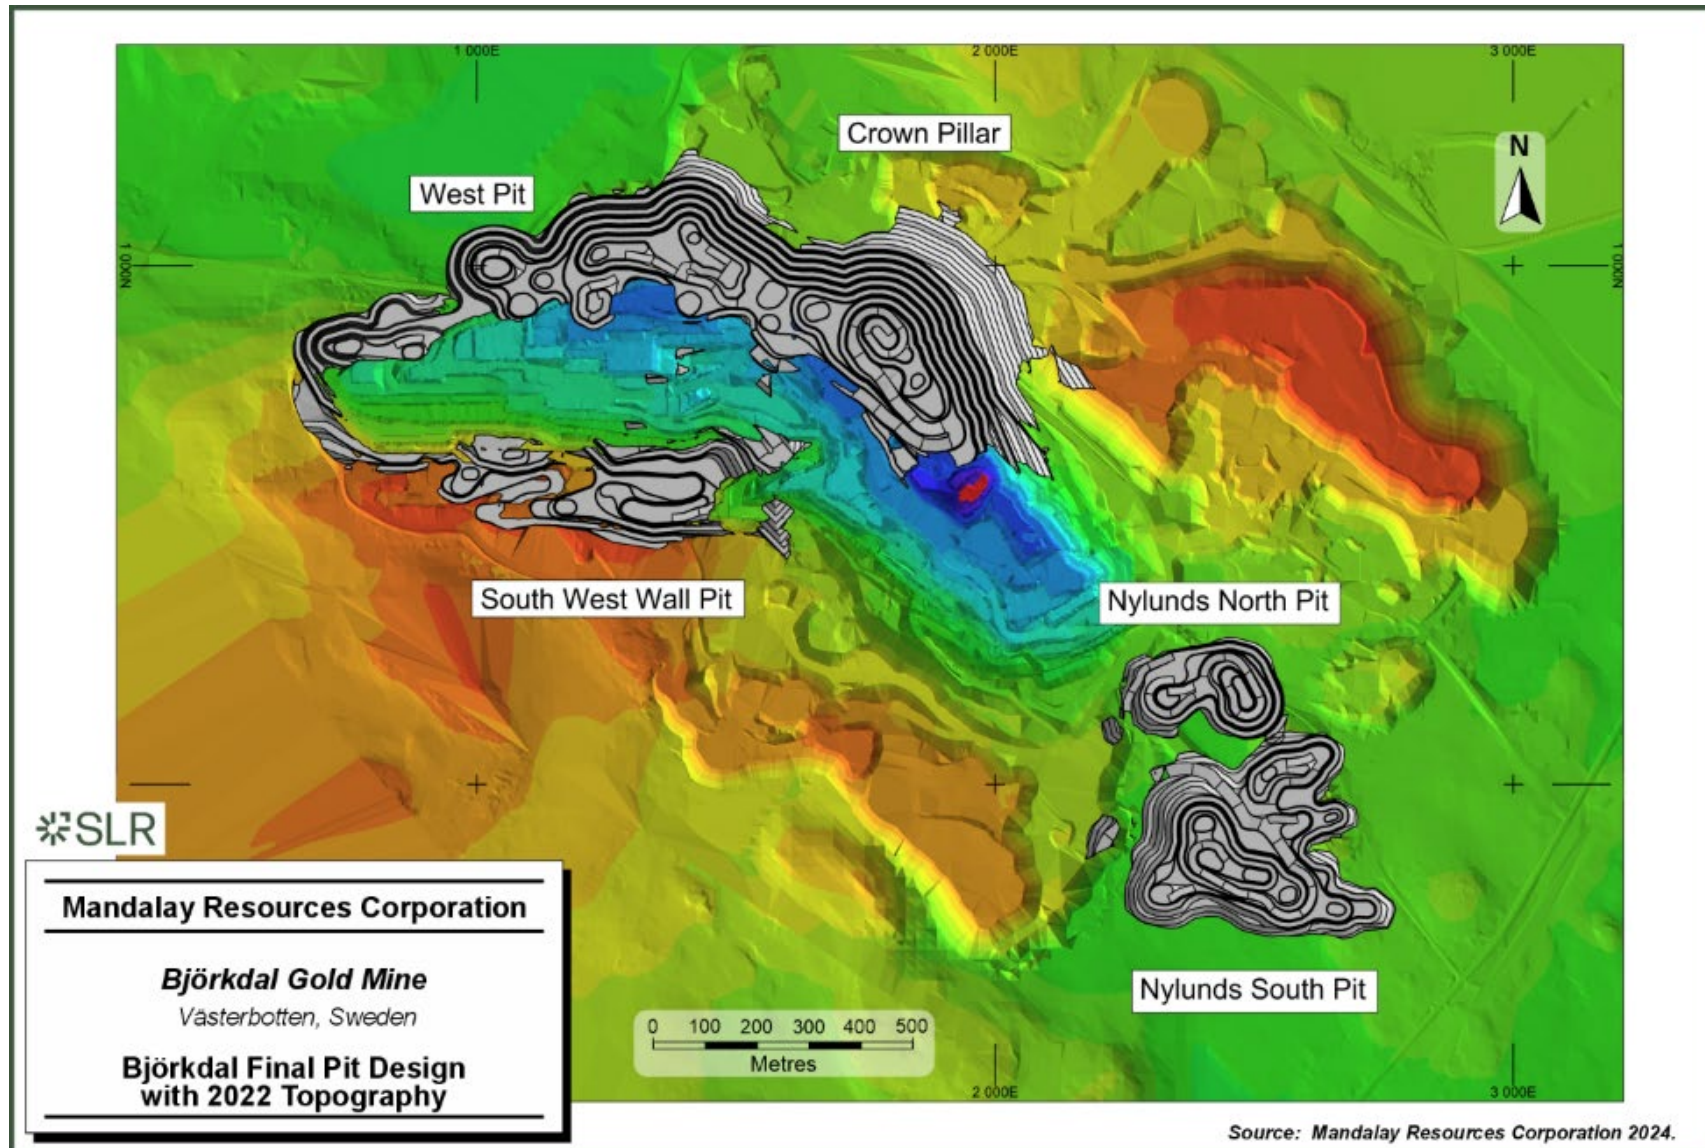 1 000E
2 000E
3 000E
Crown Pillar
N
West Pit
1 000N
1 000N
South West Wall Pit
Nylunds North Pit
SLR
Mandalay Resources Corporation
Björkdal Gold Mine
Västerbotten, Sweden
Björkdal Final Pit Design
with 2022 Topography
Nylunds South Pit
0 100 200 300 400 500
Metres
2 000E
3 000E
Source: Mandalay Resources Corporation 2024.